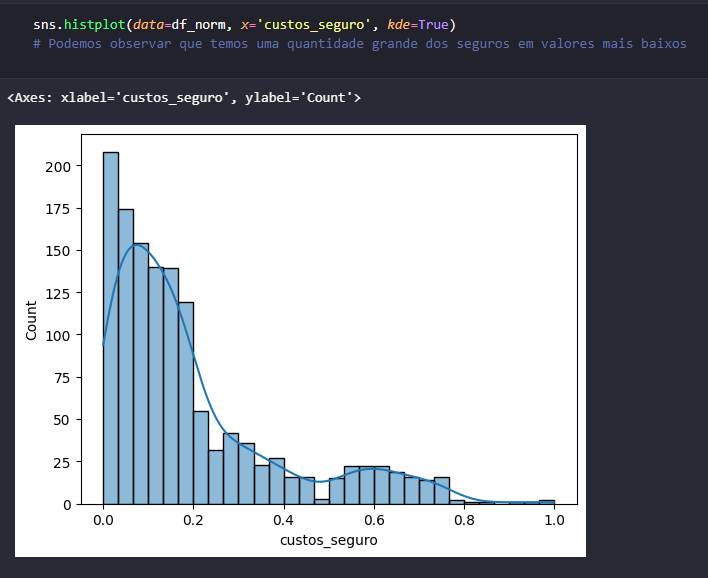 sns.histplot(data=df_norm, x='custos_seguro', kde=True)
# Podemos observar que temos uma quantidade grande dos seguros em valores mais baixos
<Axes: xlabel='custos_seguro', ylabel='Count'>
200
175
150
125
100
75
50
25
0
Count
0.0 0.2 0.4 0.6 0.8 1.0
custos_seguro